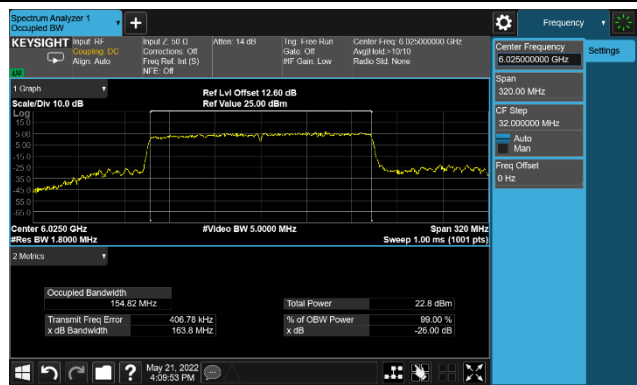 Spectrum Analyzer 1
Occupied BW
Frequency
KEYSIGHT
Input: RF
Coupling: DC
Align: Auto
Input Z: 50 Ω
Corrections: Off
Freq Ref: Int (S)
NFE: Off
Atten: 14 dB
Trig: Free Run
Gate: Off
#IF Gain: Low
Center Freq: 6.025000000 GHz
Avg|Hold:>10/10
Radio Std: None
LXI
Center Frequency
6.025000000 GHz
Settings
Span
320.00 MHz
CF Step
32.000000 MHz
Auto
Man
Freq Offset
0 Hz
1 Graph
Scale/Div 10.0 dB
Ref Lvl Offset 12.60 dB
Ref Value 25.00 dBm
Log
15.0
5.00
-5.00
-15.0
-25.0
-35.0
-45.0
-55.0
-65.0
Center 6.0250 GHz
#Res BW 1.8000 MHz
#Video BW 5.0000 MHz
Span 320 MHz
Sweep 1.00 ms (1001 pts)
2 Metrics
Occupied Bandwidth
154.82 MHz
Total Power 22.8 dBm
Transmit Freq Error 406.78 kHz
% of OBW Power 99.00 %
x dB Bandwidth 163.8 MHz
x dB -26.00 dB
?
May 21, 2022
4:09:53 PM